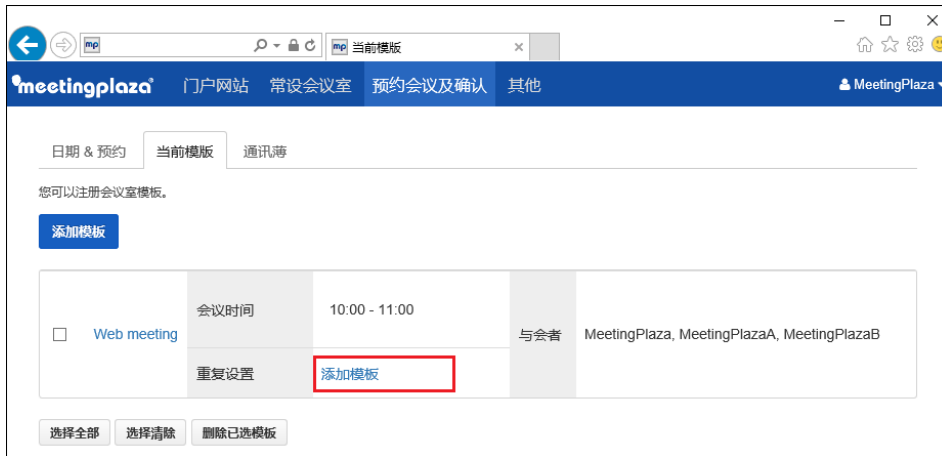 mp
mp 当前模版
meetingplaza 门户网站 常设会议室 预约会议及确认 其他 MeetingPlaza
日期 & 预约 当前模版 通讯薄
您可以注册会议室模板。
添加模板
会议时间 10:00 - 11:00
Web meeting 与会者 MeetingPlaza, MeetingPlazaA, MeetingPlazaB
重复设置 添加模板
选择全部 选择清除 删除已选模板